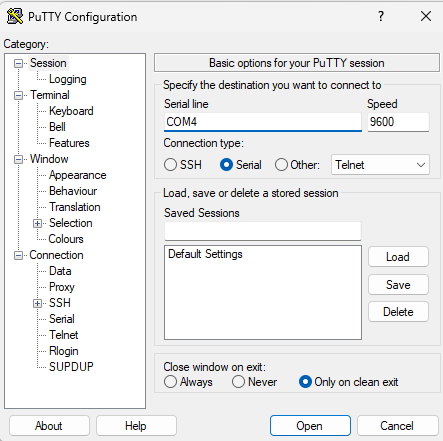 PuTTY Configuration
? ×
Category:
Session
Logging
Terminal
Keyboard
Bell
Features
Window
Appearance
Behaviour
Translation
Selection
Colours
Connection
Data
Proxy
SSH
Serial
Telnet
Rlogin
SUPDUP
Basic options for your PuTTY session
Specify the destination you want to connect to
Serial line Speed
COM4 9600
Connection type:
SSH Serial Other: Telnet
Load, save or delete a stored session
Saved Sessions
Default Settings
Load
Save
Delete
Close window on exit:
Always Never Only on clean exit
About Help Open Cancel